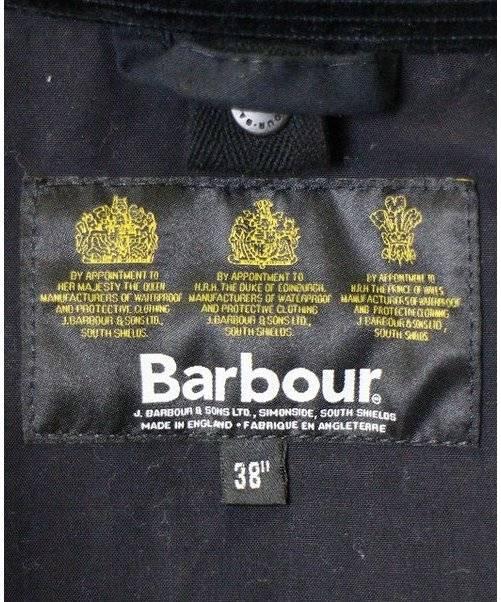 BY APPOINTMENT TO
HER MAJESTY THE QUEEN
MANUFACTURERS OF WATERPROOF
AND PROTECTIVE CLOTHING
J.BARBOUR & SONS LTD.,
SOUTH SHIELDS.
BY APPOINTMENT TO
H.R.H. THE DUKE OF EDINBURGH,
MANUFACTURERS OF WATERPROOF
AND PROTECTIVE CLOTHING
J.BARBOUR & SONS LTD.,
SOUTH SHIELDS.
BY APPOINTMENT TO
H.R.H THE PRINCE OF WALES
MANUFACTURERS OF WATERPROOF
AND PROTECTIVE CLOTHING
J.BARBOUR & SONS LTD.,
SOUTH SHIELDS.
Barbour®
J. BARBOUR & SONS LTD., SIMONSIDE, SOUTH SHIELDS
MADE IN ENGLAND • FABRIQUE EN ANGLETERRE
38"